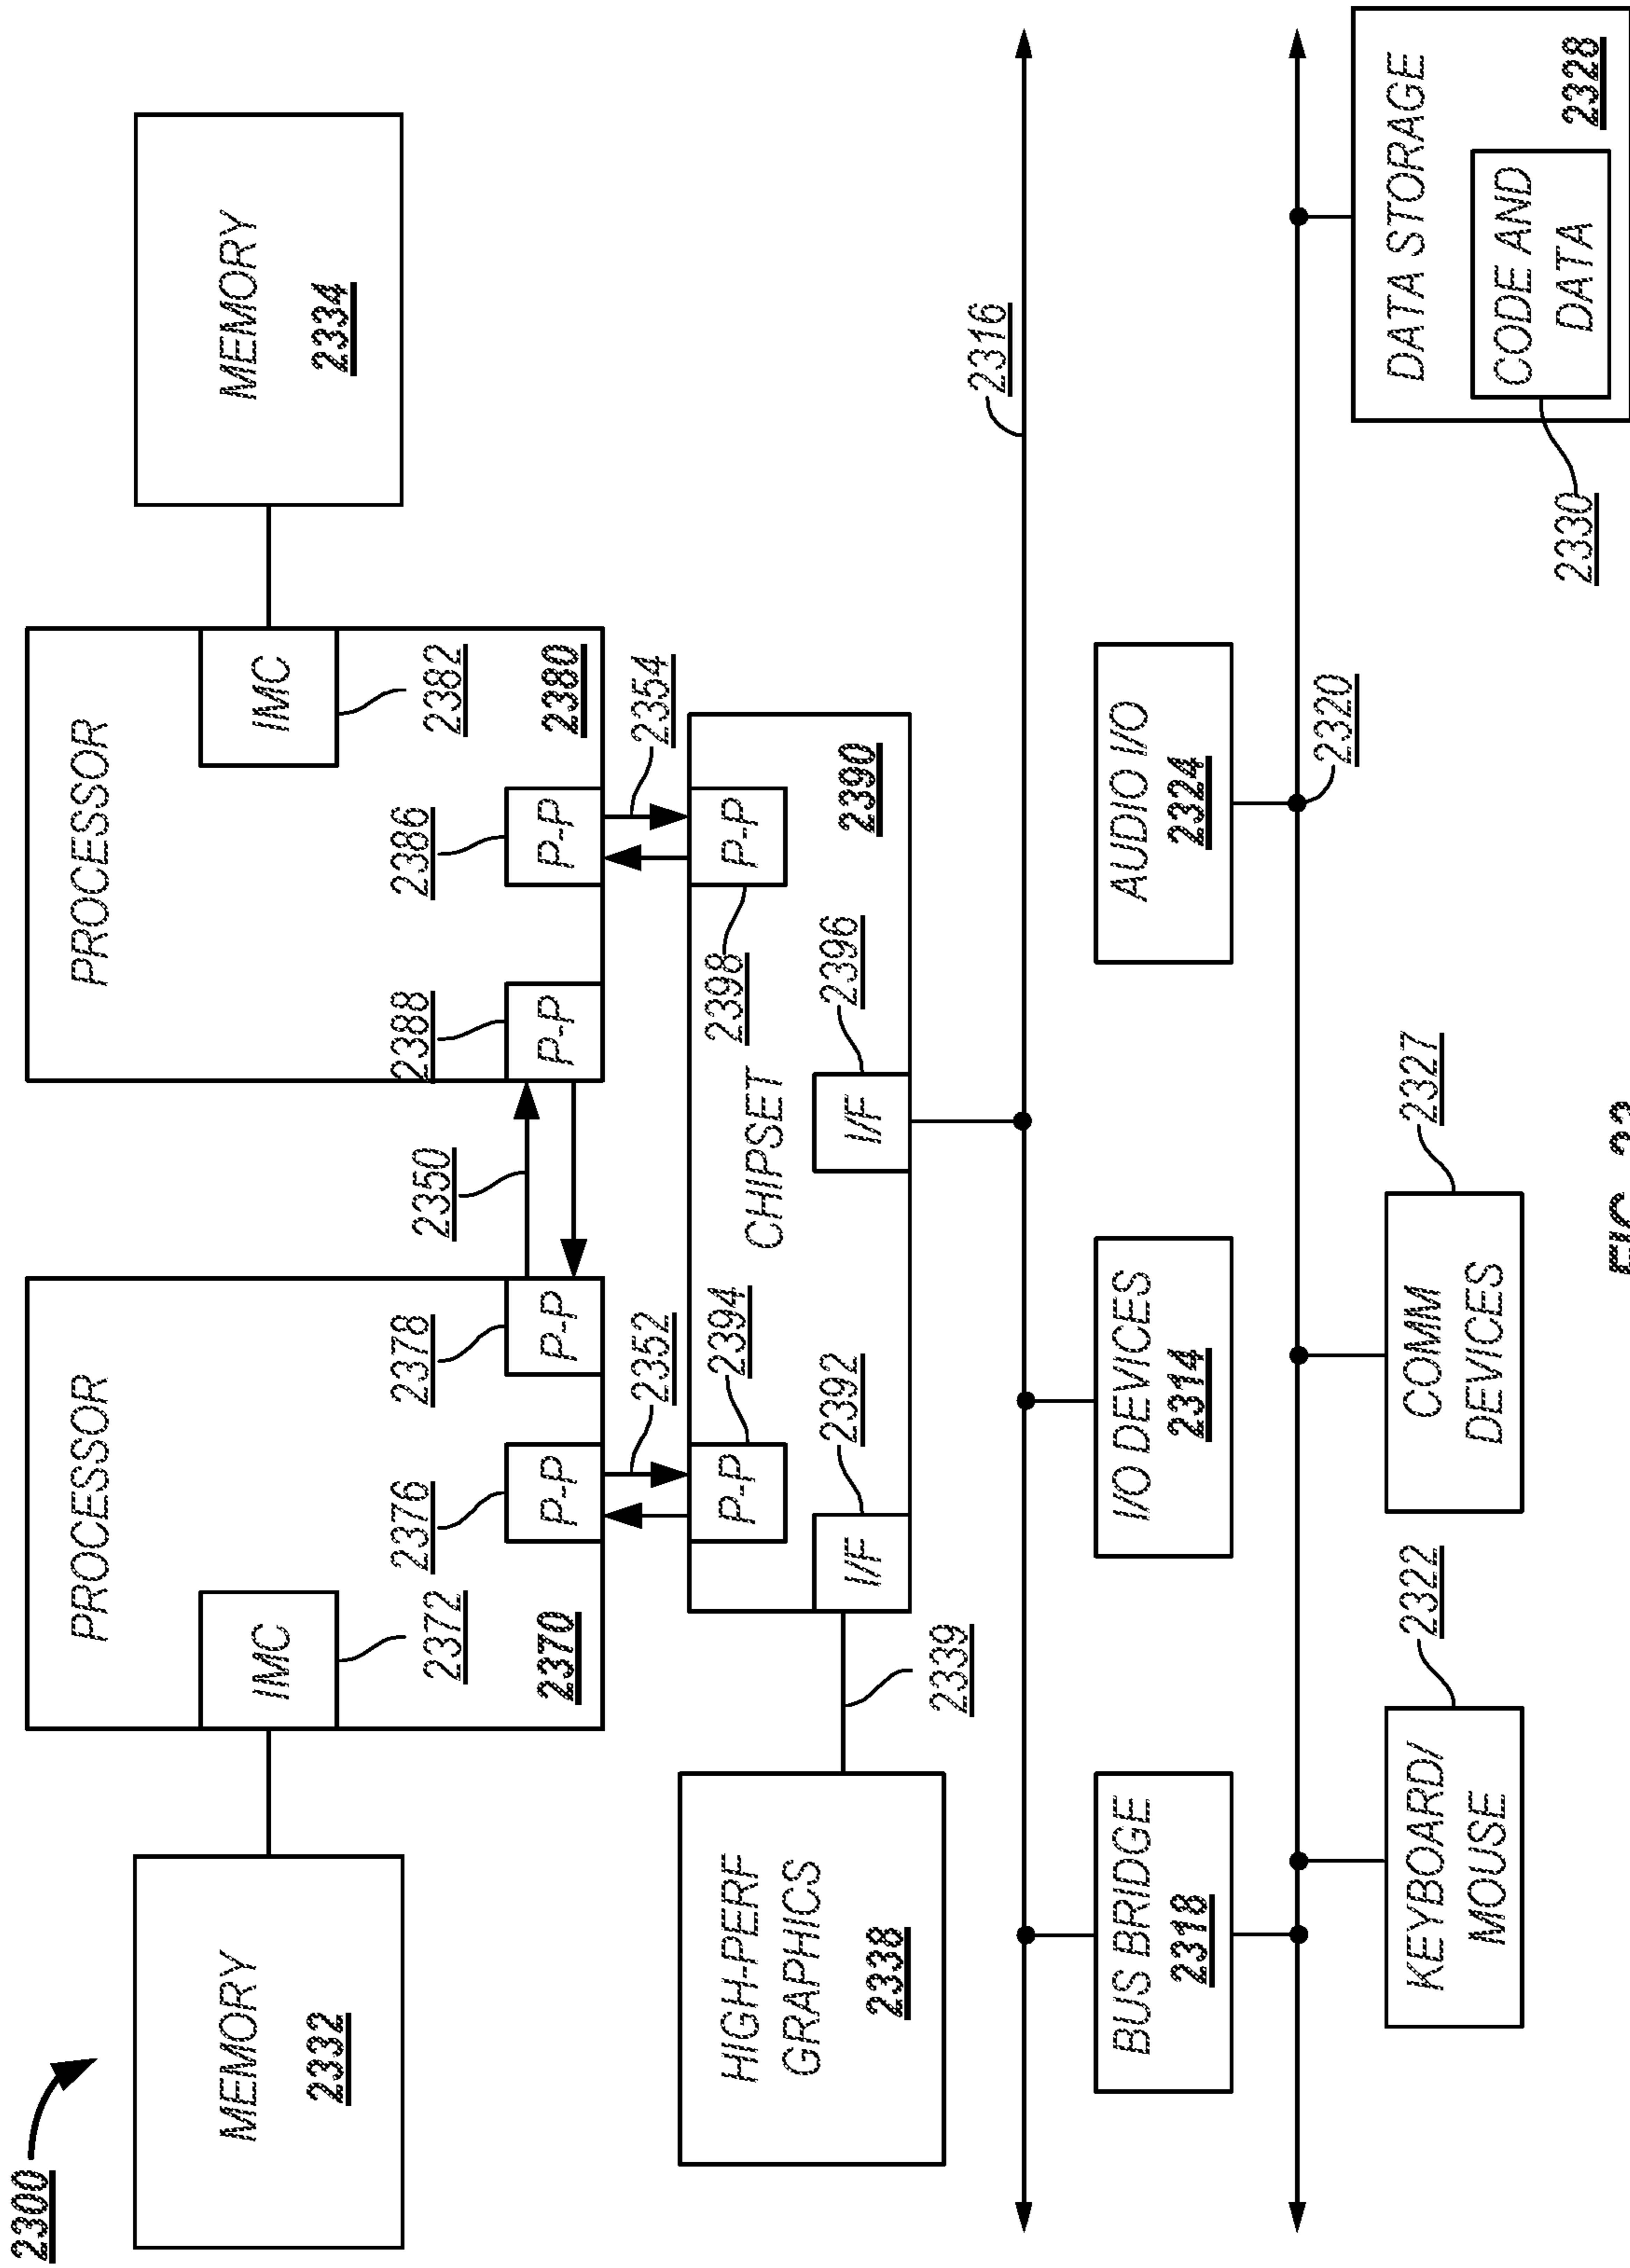 2300
PROCESSOR
PROCESSOR
MEMORY
2332
IMC
2372
IMC
2382
MEMORY
2334
2376
2378
2350
2388
2386
2370
P-P
P-P
P-P
P-P
2380
2352
2354
HIGH-PERF
GRAPHICS
2338
P-P
2394
CHIPSET
2398
P-P
2339
I/F
2392
I/F
2396
2390
2316
BUS BRIDGE
2318
I/O DEVICES
2314
AUDIO I/O
2324
2320
KEYBOARD/
MOUSE
2322
COMM
DEVICES
2327
DATA STORAGE
CODE AND
DATA
2330
2328